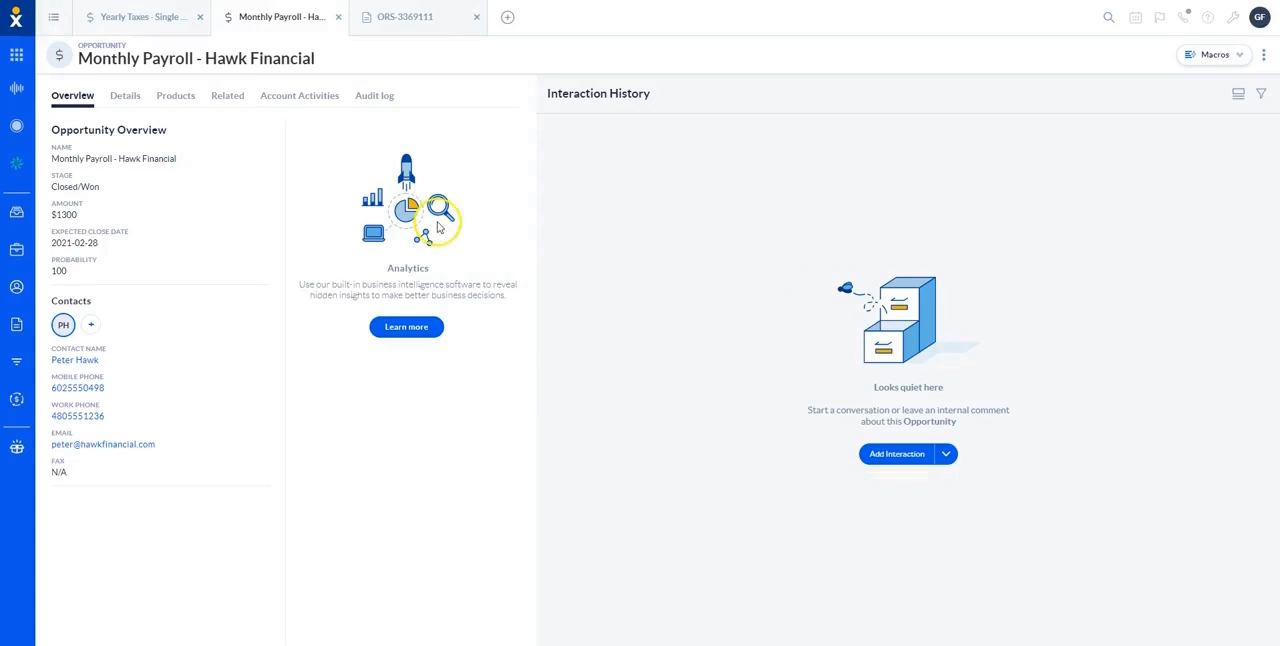 Yearly Taxes - Single ...
Monthly Payroll - Ha...
ORS-3369111
GF
OPPORTUNITY
Monthly Payroll - Hawk Financial
Macros
Overview
Details
Products
Related
Account Activities
Audit log
Interaction History
Opportunity Overview
NAME
Monthly Payroll - Hawk Financial
STAGE
Closed/Won
AMOUNT
$1300
EXPECTED CLOSE DATE
2021-02-28
PROBABILITY
100
Contacts
PH
+
CONTACT NAME
Peter Hawk
MOBILE PHONE
6025550498
WORK PHONE
4805551236
EMAIL
peter@hawkfinancial.com
FAX
N/A
Analytics
Use our built-in business intelligence software to reveal
hidden insights to make better business decisions.
Learn more
Looks quiet here
Start a conversation or leave an internal comment
about this Opportunity
Add Interaction